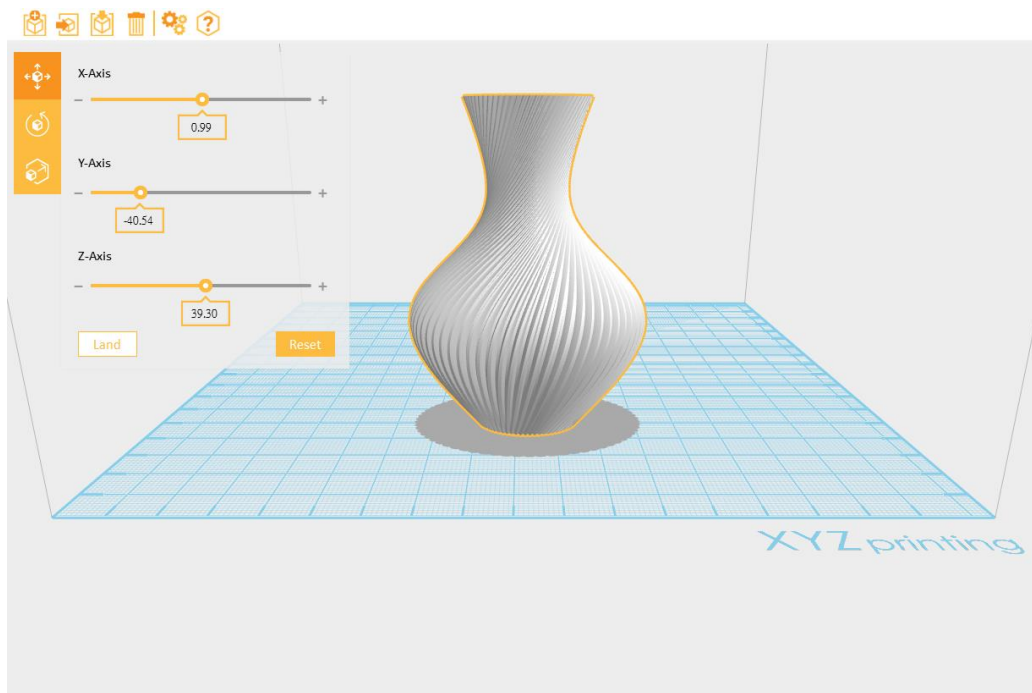 X-Axis
0.99
Y-Axis
-40.54
Z-Axis
39.30
Land
Reset
XYZ printing